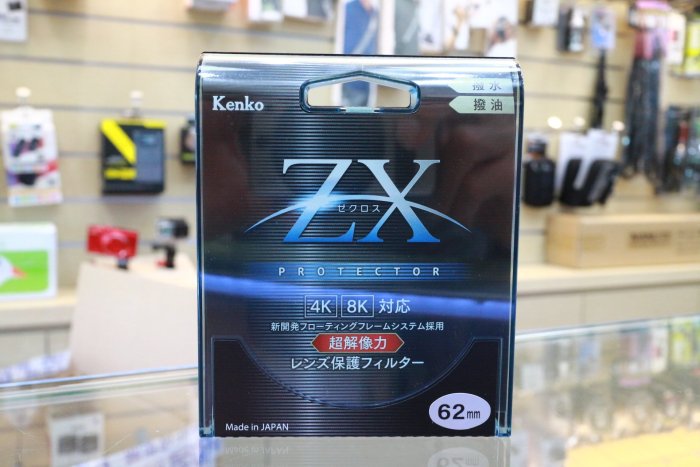 撥水
撥油
Kenko
ZX
ゼクロス
PROTECTOR
4K 8K 対応
新開発フローティングフレームシステム採用
超解像力
レンズ保護フィルター
62mm
Made in JAPAN